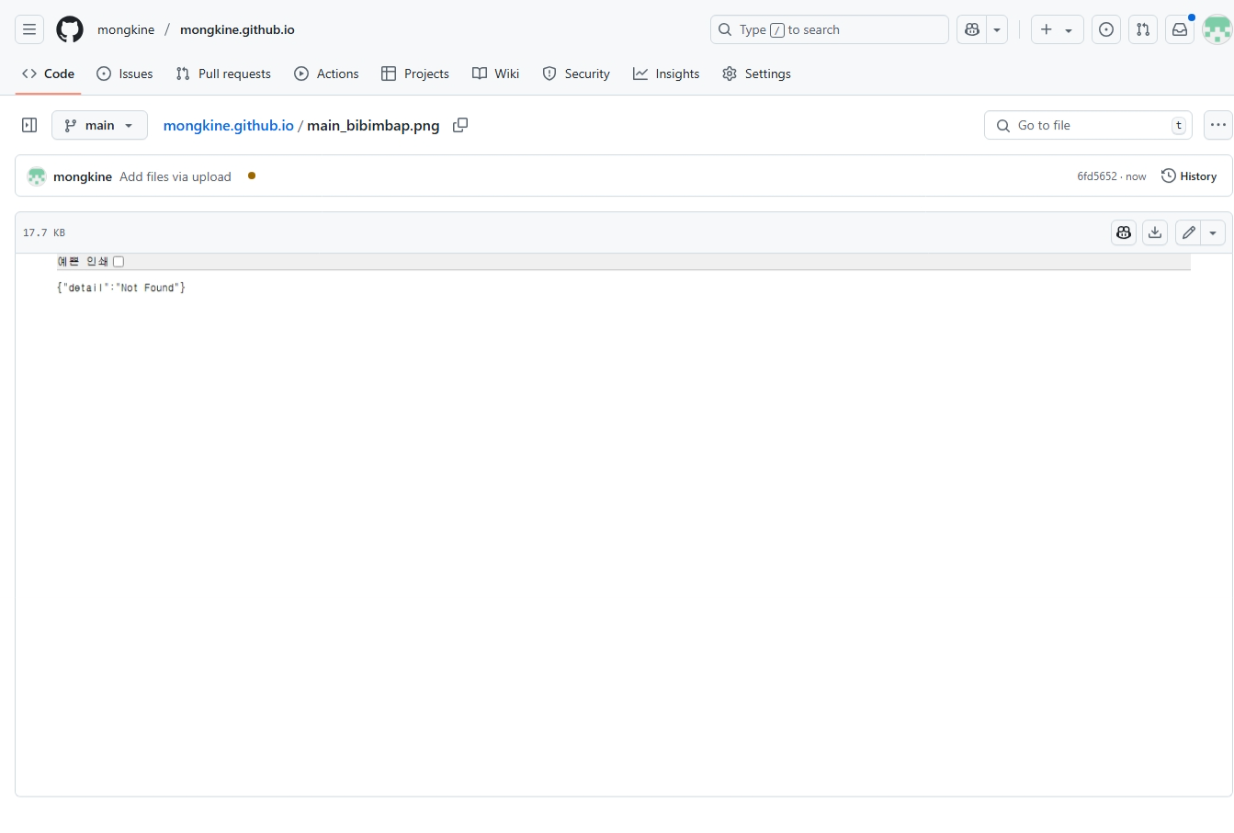 mongkine / mongkine.github.io
Type / to search
Code
Issues
Pull requests
Actions
Projects
Wiki
Security
Insights
Settings
main
mongkine.github.io / main_bibimbap.png
Go to file
t
mongkine Add files via upload
6fd5652 · now
History
17.7 KB
예쁜 인쇄
{"detail":"Not Found"}